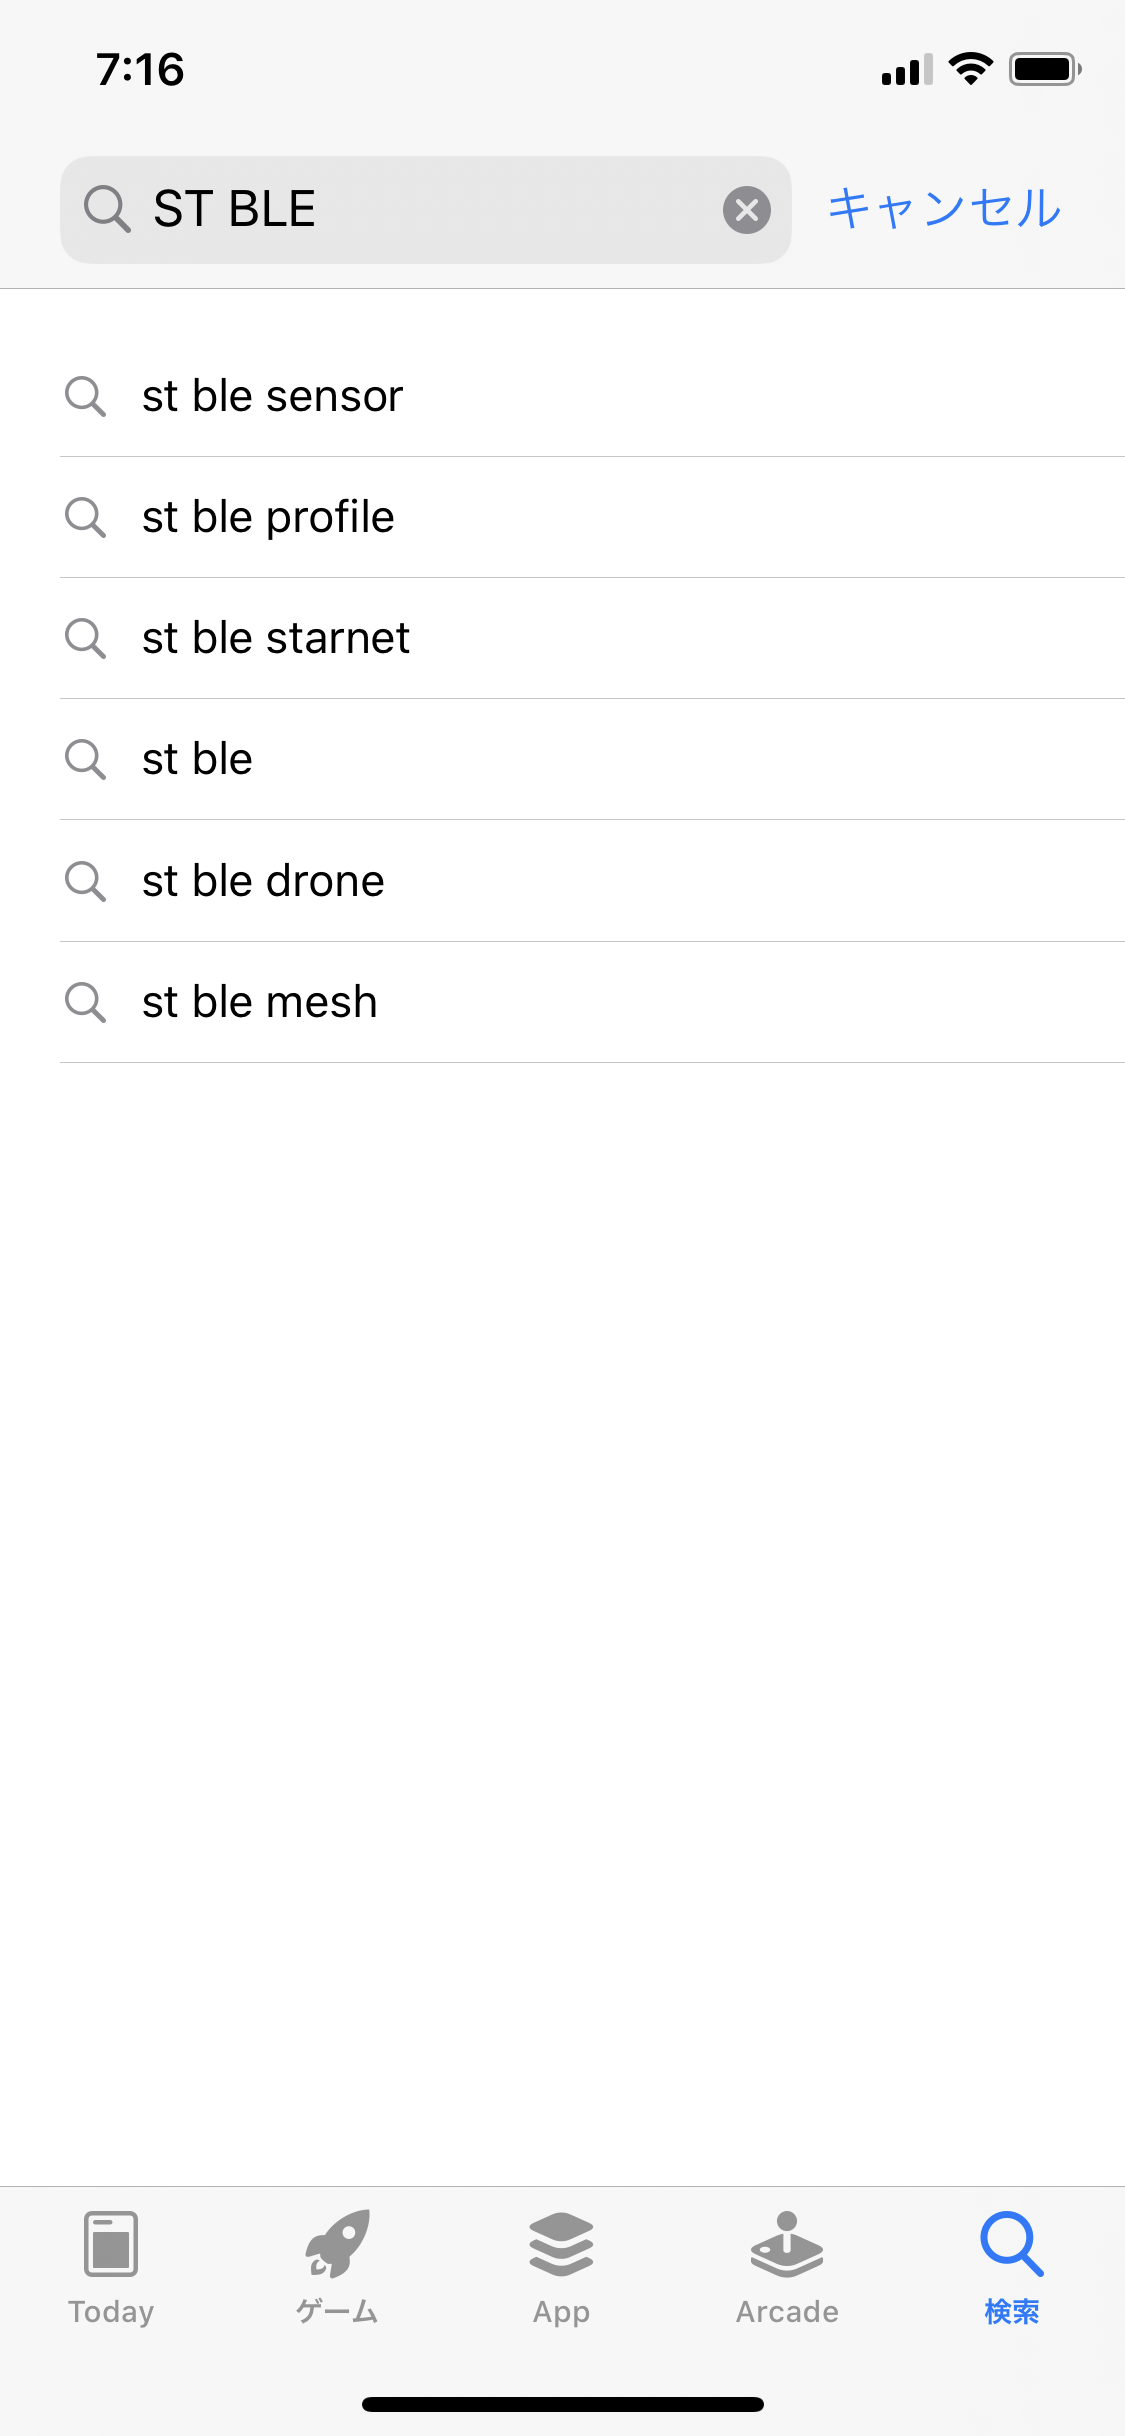 7:16
ST BLE
キャンセル
st ble sensor
st ble profile
st ble starnet
st ble
st ble drone
st ble mesh
Today
ゲーム
App
Arcade
検索